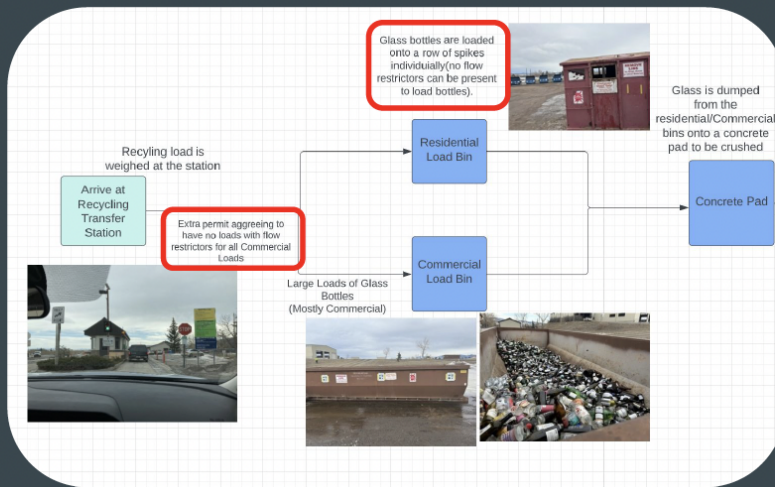 Glass bottles are loaded
onto a row of spikes
individuially(no flow
restrictors can be present
to load bottles).
Glass is dumped
from the
residential/Commercial
bins onto a concrete
pad to be crushed
Recyling load is
weighed at the station
Residential
Load Bin
Arrive at
Recycling
Transfer
Station
Concrete Pad
Extra permit aggreeing to
have no loads with flow
restrictors for all Commercial
Loads
Commercial
Load Bin
Large Loads of Glass
Bottles
(Mostly Commercial)
STOP